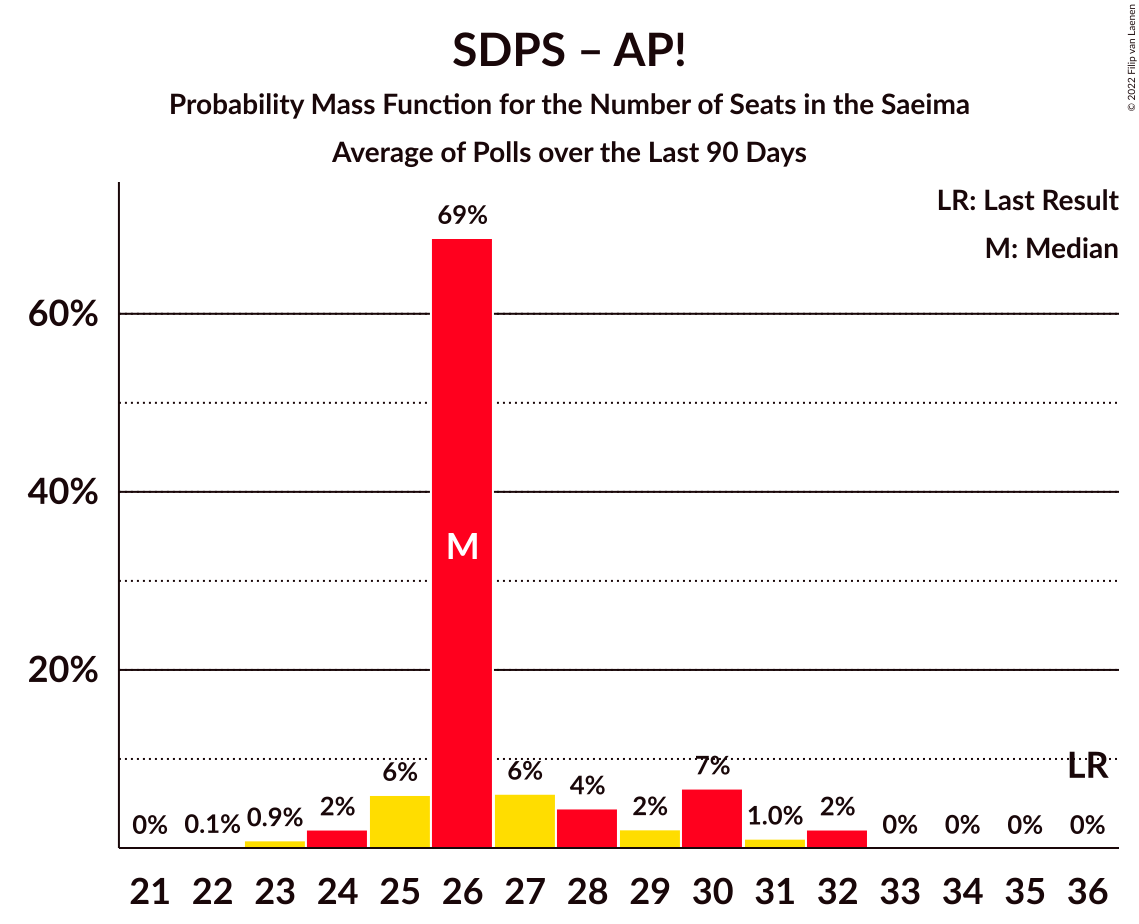 SDPS – AP!
Probability Mass Function for the Number of Seats in the Saeima
Average of Polls over the Last 90 Days
© 2022 Filip van Laenen
LR: Last Result
M: Median
69%
60%
40%
M
20%
LR
0% 0.1% 0.9% 2% 6% 6% 4% 2% 7% 1.0% 2% 0% 0% 0% 0%
21 22 23 24 25 26 27 28 29 30 31 32 33 34 35 36